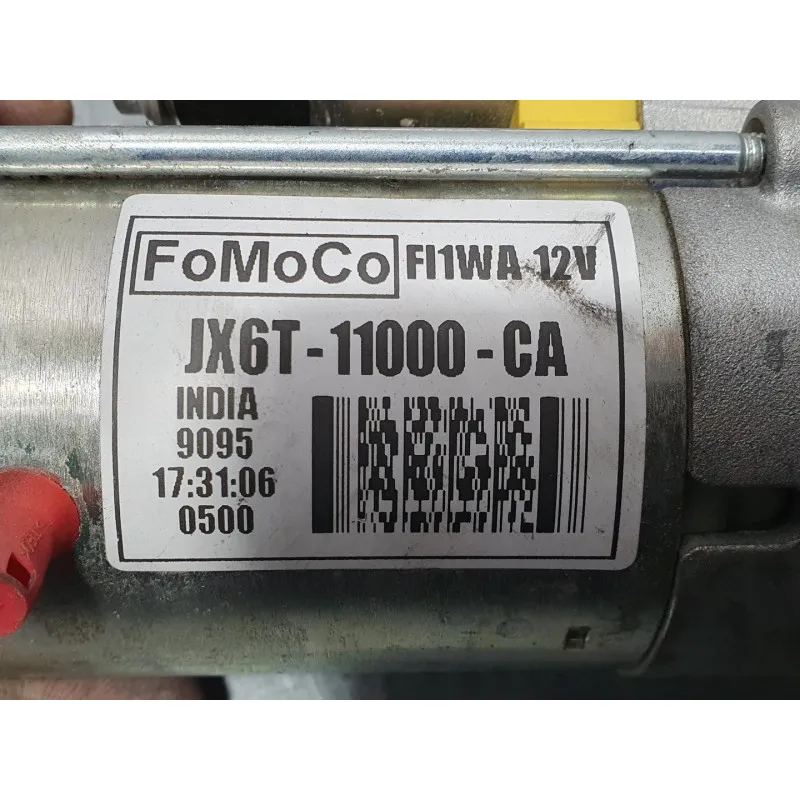 FoMoCo FI1WA 12V
JX6T-11000-CA
INDIA
9095
17:31:06
0500